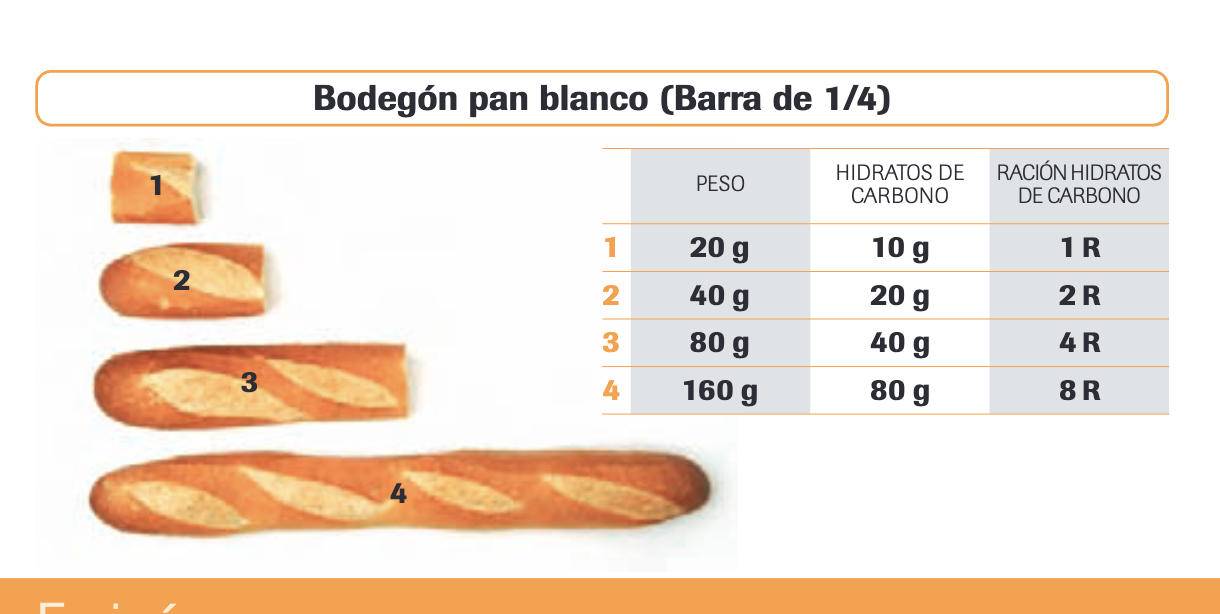 Bodegón pan blanco (Barra de 1/4)
1
2
3
4
PESO
HIDRATOS DE CARBONO
RACIÓN HIDRATOS DE CARBONO
1 20 g 10 g 1 R
2 40 g 20 g 2 R
3 80 g 40 g 4 R
4 160 g 80 g 8 R